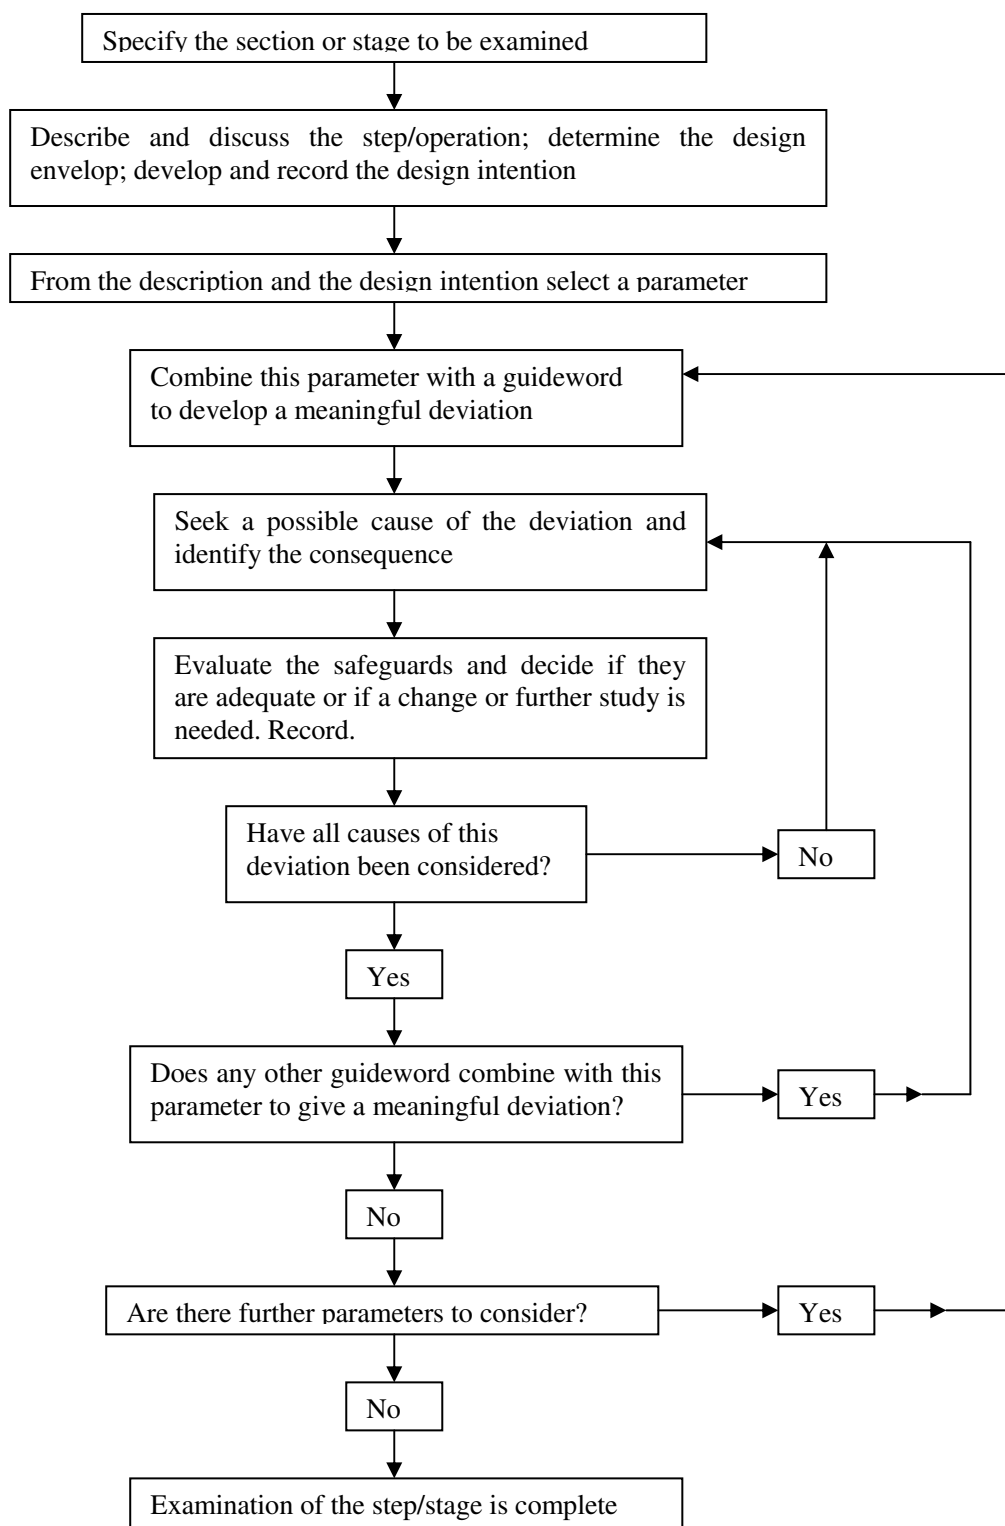 Specify the section or stage to be examined
Describe and discuss the step/operation; determine the design
envelop; develop and record the design intention
From the description and the design intention select a parameter
Combine this parameter with a guideword
to develop a meaningful deviation
Seek a possible cause of the deviation and
identify the consequence
Evaluate the safeguards and decide if they
are adequate or if a change or further study is
needed. Record.
Have all causes of this
deviation been considered?
No
Yes
Does any other guideword combine with this
parameter to give a meaningful deviation?
Yes
No
Are there further parameters to consider?
Yes
No
Examination of the step/stage is complete